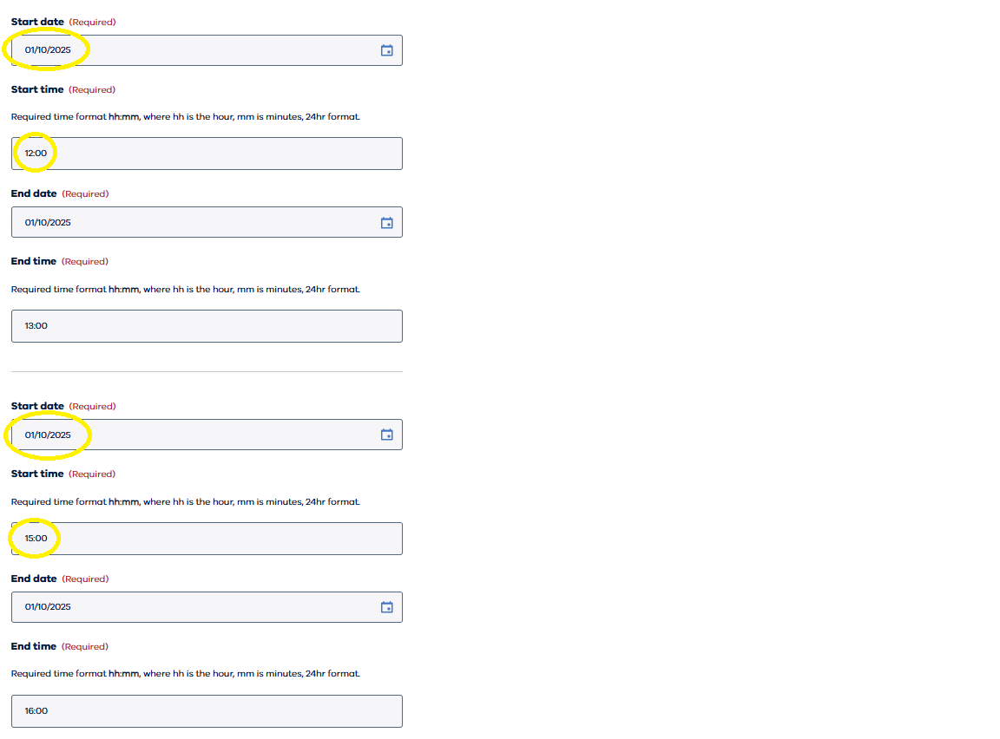 Start date (Required)
01/10/2025
Start time (Required)
Required time format hh:mm, where hh is the hour, mm is minutes, 24hr format.
12:00
End date (Required)
01/10/2025
End time (Required)
Required time format hh:mm, where hh is the hour, mm is minutes, 24hr format.
13:00
Start date (Required)
01/10/2025
Start time (Required)
Required time format hh:mm, where hh is the hour, mm is minutes, 24hr format.
15:00
End date (Required)
01/10/2025
End time (Required)
Required time format hh:mm, where hh is the hour, mm is minutes, 24hr format.
16:00